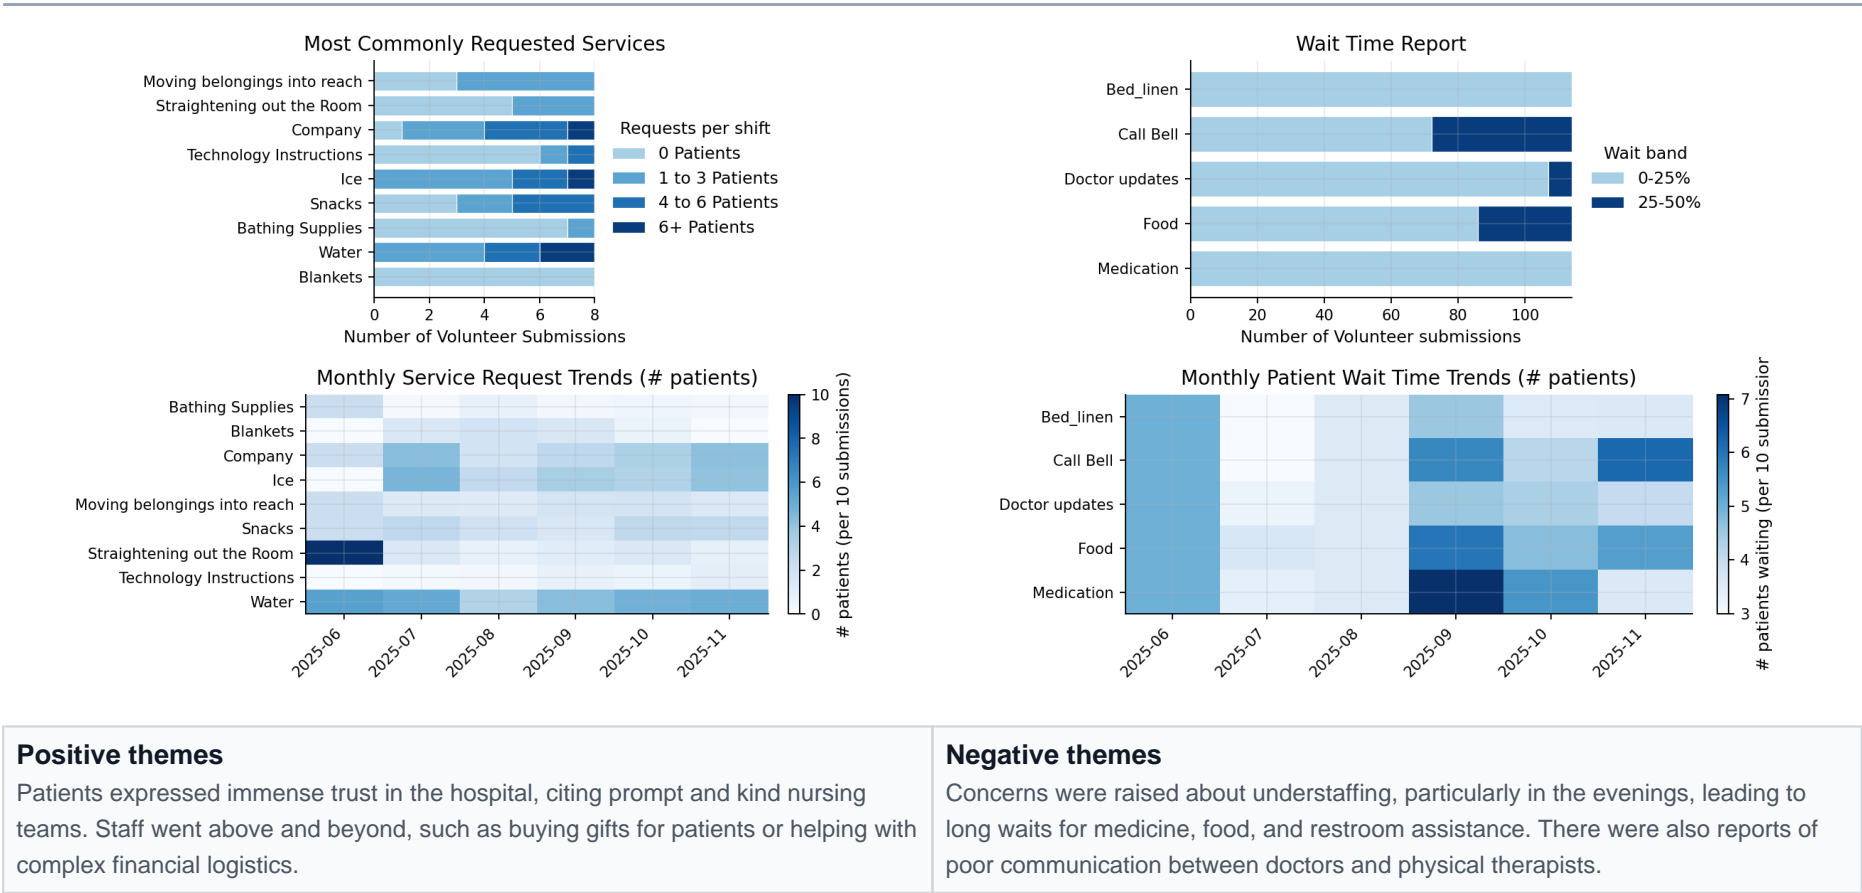 Most Commonly Requested Services
Moving belongings into reach
Straightening out the Room
Company
Technology Instructions
Ice
Snacks
Bathing Supplies
Water
Blankets
0 2 4 6 8
Number of Volunteer Submissions
Requests per shift
0 Patients
1 to 3 Patients
4 to 6 Patients
6+ Patients
Wait Time Report
Bed_linen
Call Bell
Doctor updates
Food
Medication
0 20 40 60 80 100
Number of Volunteer submissions
Wait band
0-25%
25-50%
Monthly Service Request Trends (# patients)
Bathing Supplies
Blankets
Company
Ice
Moving belongings into reach
Snacks
Straightening out the Room
Technology Instructions
Water
2025-06 2025-07 2025-08 2025-09 2025-10 2025-11
10
8
6
4
2
0
# patients (per 10 submissions)
Monthly Patient Wait Time Trends (# patients)
Bed_linen
Call Bell
Doctor updates
Food
Medication
2025-06 2025-07 2025-08 2025-09 2025-10 2025-11
7
6
5
4
3
# patients waiting (per 10 submission
Positive themes
Patients expressed immense trust in the hospital, citing prompt and kind nursing
teams. Staff went above and beyond, such as buying gifts for patients or helping with
complex financial logistics.
Negative themes
Concerns were raised about understaffing, particularly in the evenings, leading to
long waits for medicine, food, and restroom assistance. There were also reports of
poor communication between doctors and physical therapists.